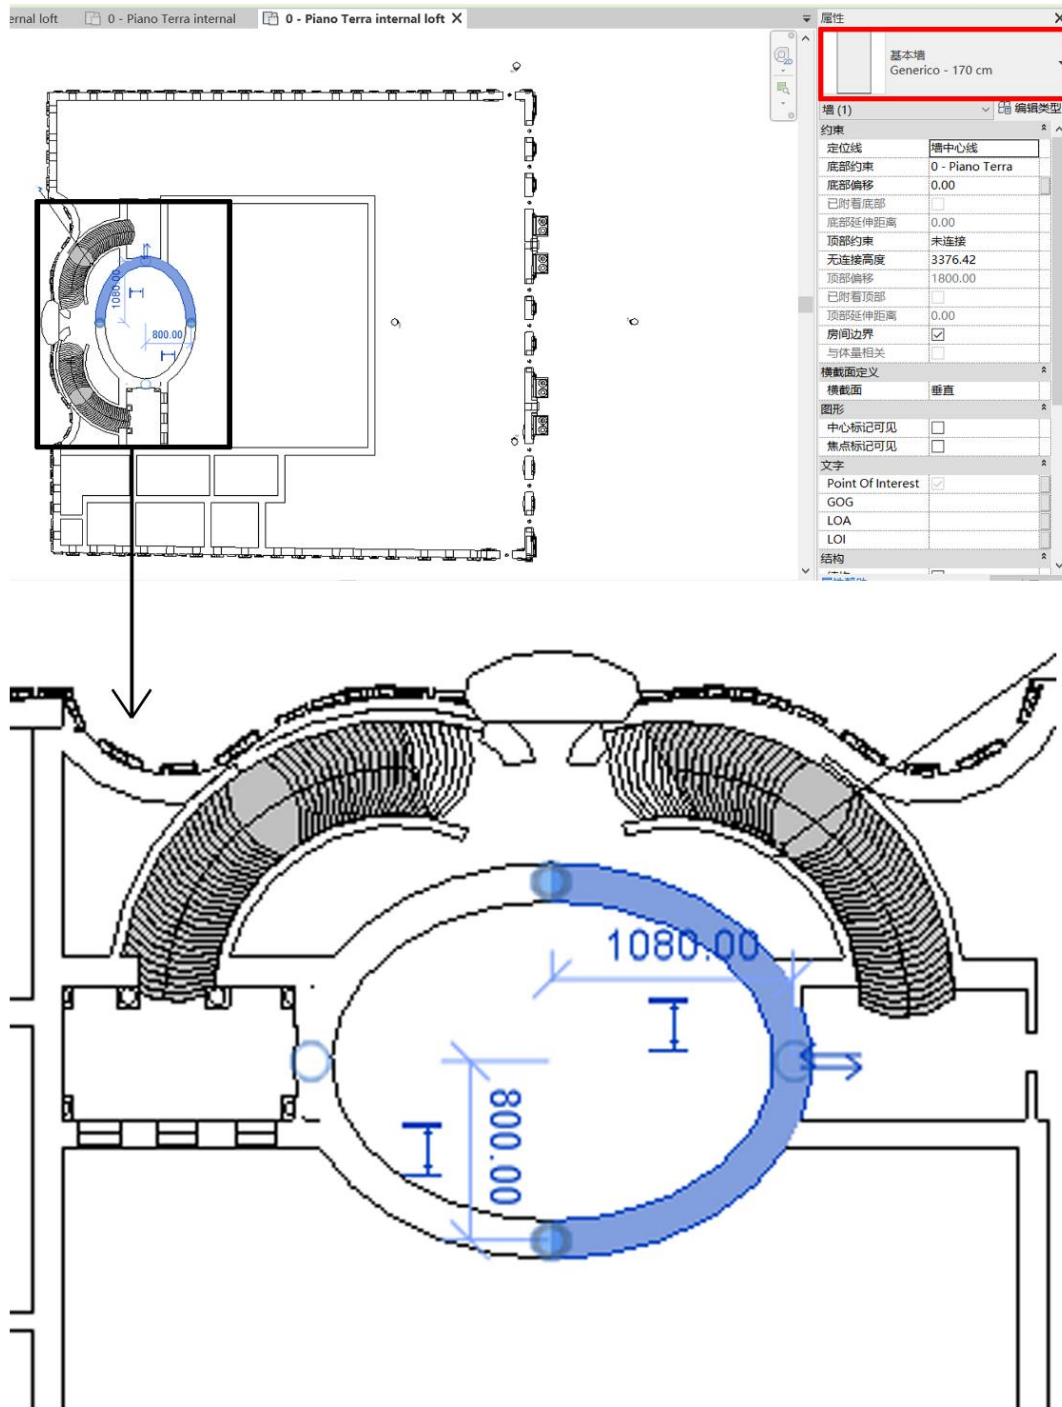 ernal loft
0 - Piano Terra internal
0 - Piano Terra internal loft
属性
基本墙
Generico - 170 cm
墙 (1)
编辑类型
约束
定位线 墙中心线
底部约束 0 - Piano Terra
底部偏移 0.00
已附着底部
底部延伸距离 0.00
顶部约束 未连接
无连接高度 3376.42
顶部偏移 1800.00
已附着顶部
顶部延伸距离 0.00
房间边界
与体量相关
横截面定义
横截面 垂直
图形
中心标记可见
焦点标记可见
文字
Point Of Interest
GOG
LOA
LOI
结构
1080.00
800.00
1080.00
800.00